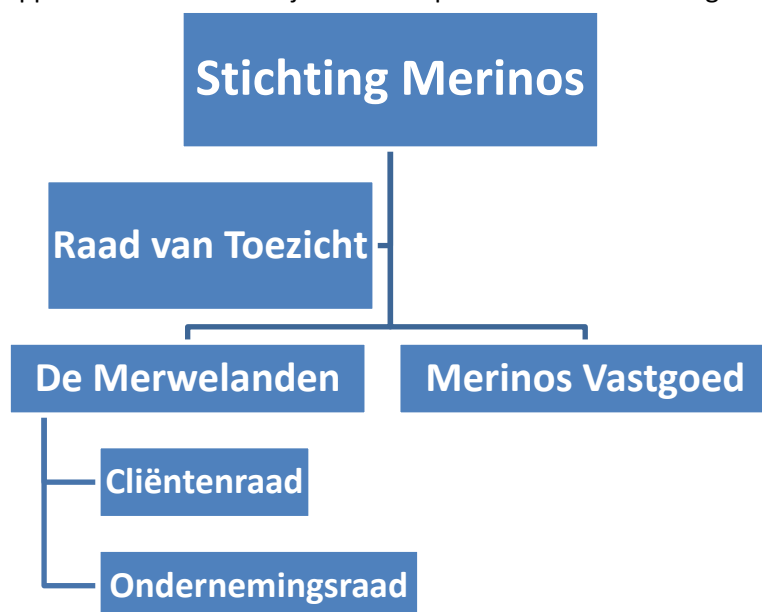 Stichting Merinos
Raad van Toezicht
De Merwelanden
Merinos Vastgoed
Cliëntenraad
Ondernemingsraad